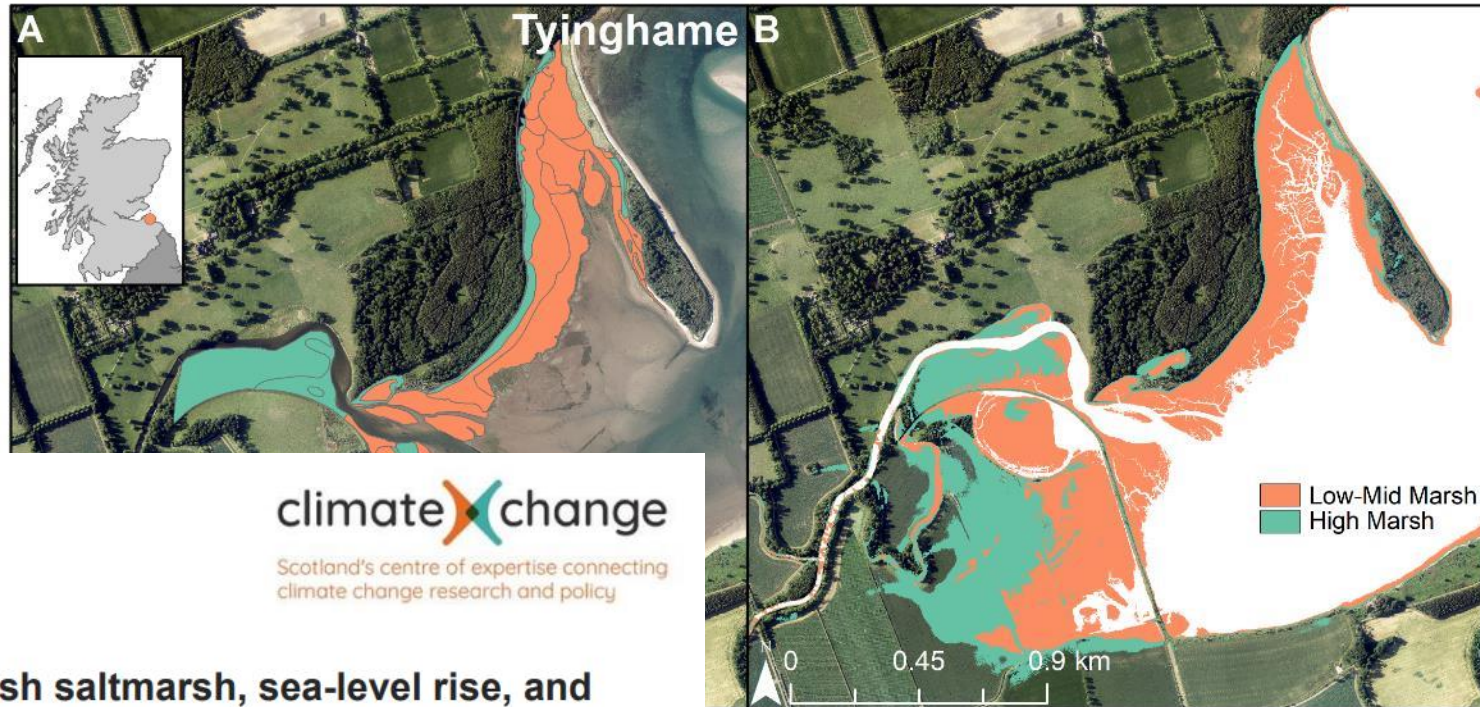 A
Tyinghame
B
Low-Mid Marsh
High Marsh
N
0 0.45 0.9 km
climate change
Scotland's centre of expertise connecting
climate change research and policy
sh saltmarsh, sea-level rise, and